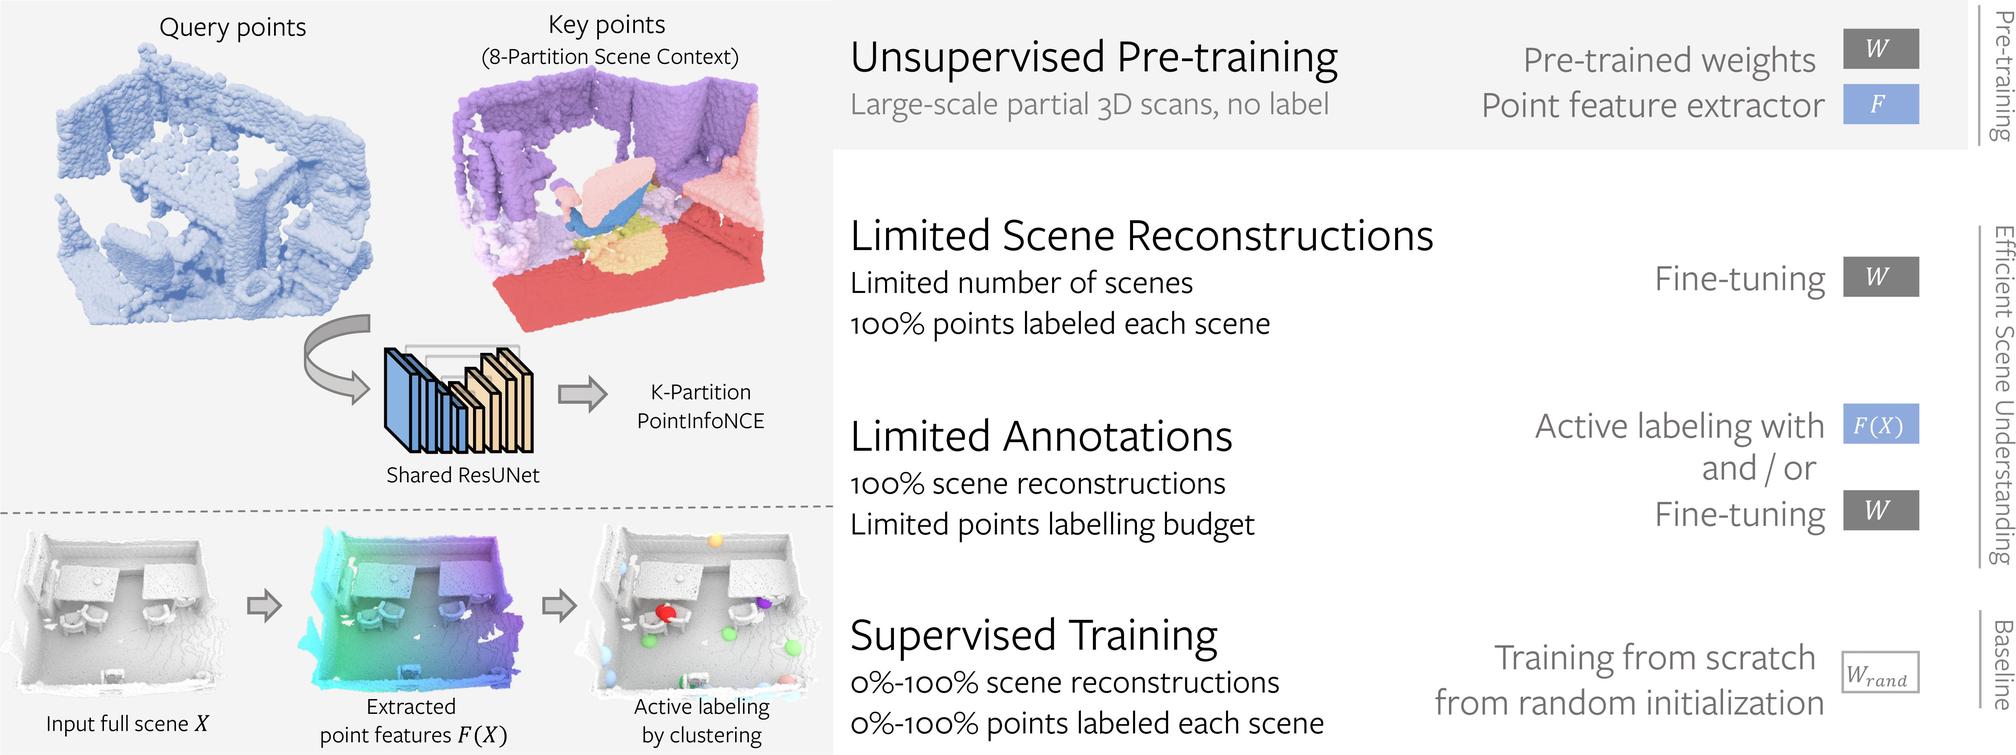 Query points
Key points
(8-Partition Scene Context)
K-Partition
PointInfoNCE
Shared ResUNet
Input full scene X
Extracted
point features F(X)
Active labeling
by clustering
Unsupervised Pre-training
Large-scale partial 3D scans, no label
Pre-trained weights W
Point feature extractor F
Pre-training
Limited Scene Reconstructions
Limited number of scenes
100% points labeled each scene
Fine-tuning W
Limited Annotations
100% scene reconstructions
Limited points labelling budget
Active labeling with F(X)
and / or
Fine-tuning W
Efficient Scene Understanding
Supervised Training
0%-100% scene reconstructions
0%-100% points labeled each scene
Training from scratch
from random initialization
W_rand
Baseline